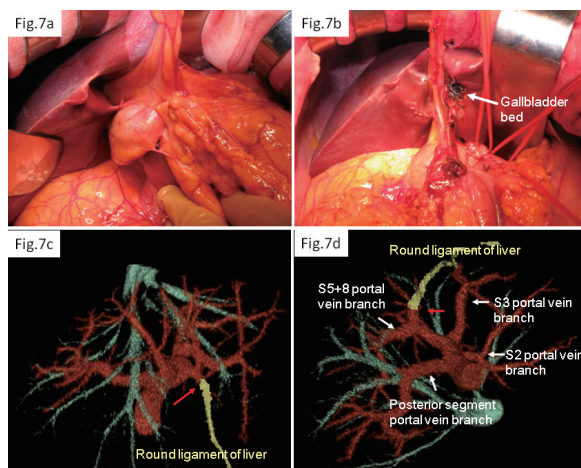 Fig.7a
Fig.7b
Gallbladder
bed
Fig.7c
Round ligament of liver
Fig.7d
Round ligament of liver
S5+8 portal
vein branch
S3 portal vein
branch
S2 portal vein
branch
Posterior segment
portal vein branch